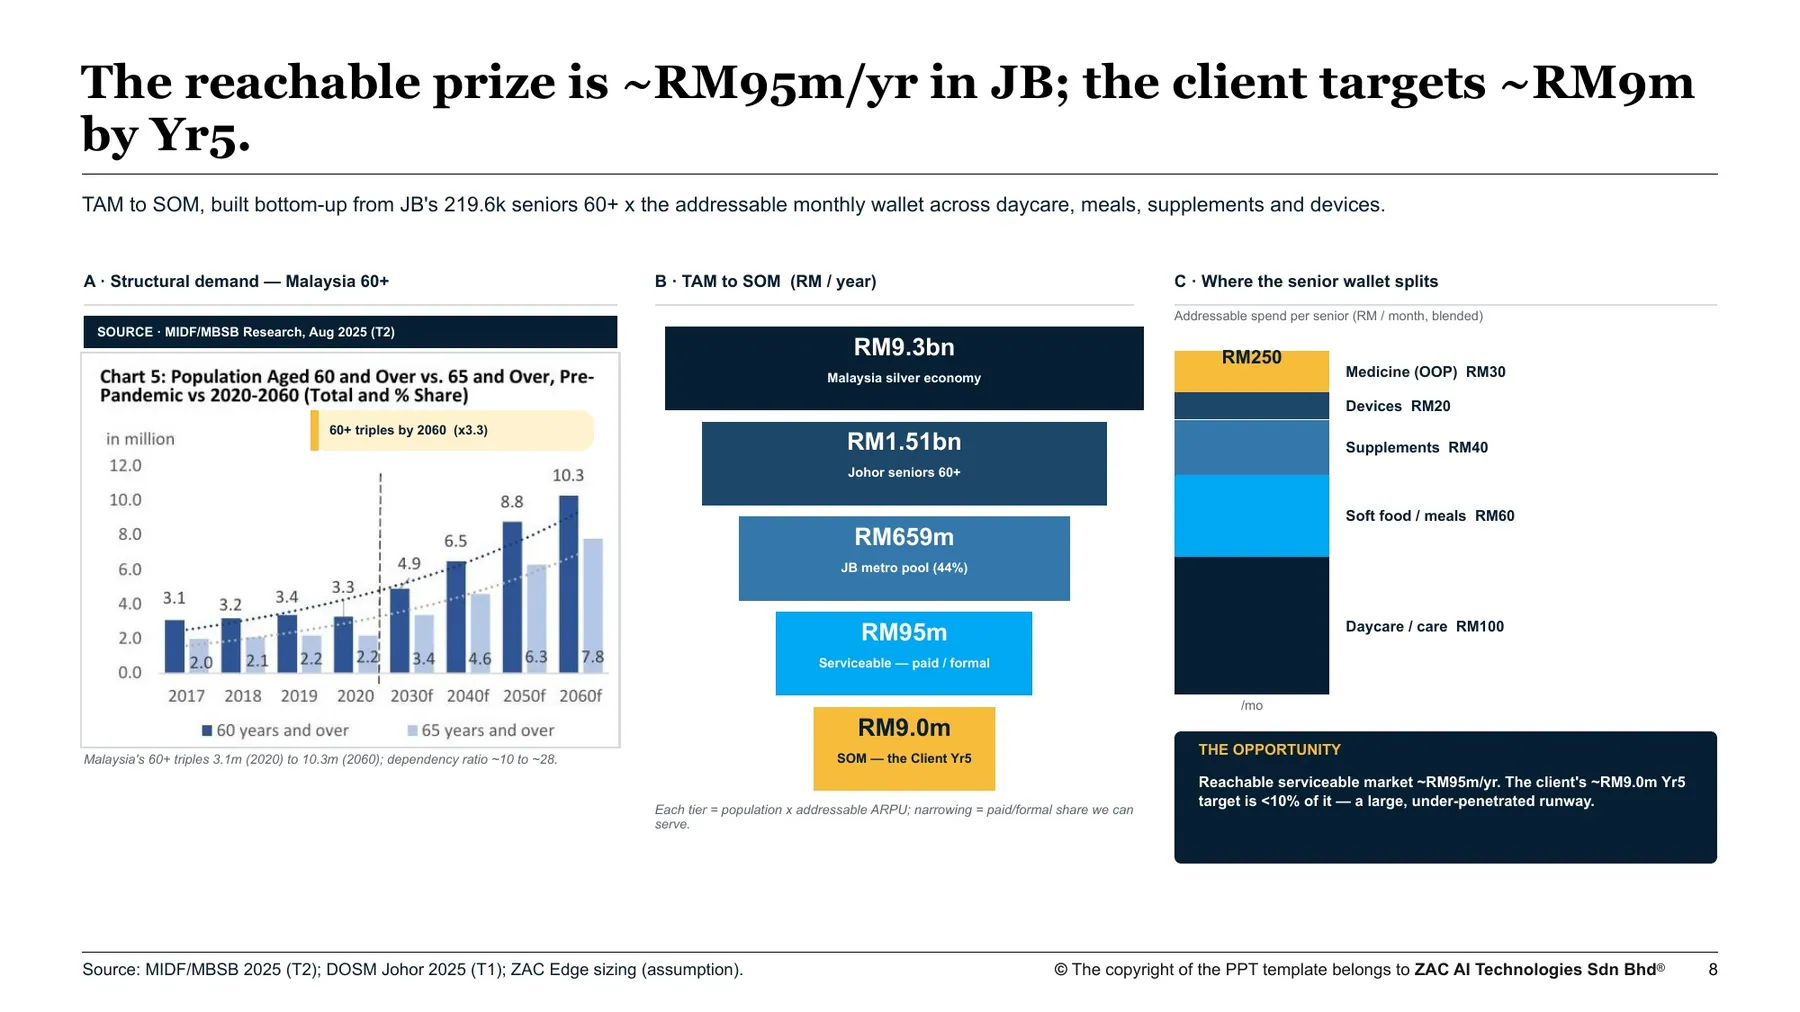 The reachable prize is ~RM95m/yr in JB; the client targets ~RM9m
by Yr5.
TAM to SOM, built bottom-up from JB's 219.6k seniors 60+ x the addressable monthly wallet across daycare, meals, supplements and devices.
A · Structural demand — Malaysia 60+
SOURCE · MIDF/MBSB Research, Aug 2025 (T2)
Chart 5: Population Aged 60 and Over vs. 65 and Over, Pre-
Pandemic vs 2020-2060 (Total and % Share)
60+ triples by 2060 (x3.3)
in million
12.0
10.0
8.0
6.0
4.0
2.0
0.0
3.1 3.2 3.4 3.3 4.9 6.5 8.8 10.3
2.0 2.1 2.2 2.2 3.4 4.6 6.3 7.8
2017 2018 2019 2020 2030f 2040f 2050f 2060f
60 years and over 65 years and over
Malaysia's 60+ triples 3.1m (2020) to 10.3m (2060); dependency ratio ~10 to ~28.
B · TAM to SOM (RM / year)
RM9.3bn
Malaysia silver economy
RM1.51bn
Johor seniors 60+
RM659m
JB metro pool (44%)
RM95m
Serviceable — paid / formal
RM9.0m
SOM — the Client Yr5
Each tier = population x addressable ARPU; narrowing = paid/formal share we can
serve.
C · Where the senior wallet splits
Addressable spend per senior (RM / month, blended)
RM250
Medicine (OOP) RM30
Devices RM20
Supplements RM40
Soft food / meals RM60
Daycare / care RM100
/mo
THE OPPORTUNITY
Reachable serviceable market ~RM95m/yr. The client's ~RM9.0m Yr5
target is <10% of it — a large, under-penetrated runway.
Source: MIDF/MBSB 2025 (T2); DOSM Johor 2025 (T1); ZAC Edge sizing (assumption).
© The copyright of the PPT template belongs to ZAC AI Technologies Sdn Bhd® 8